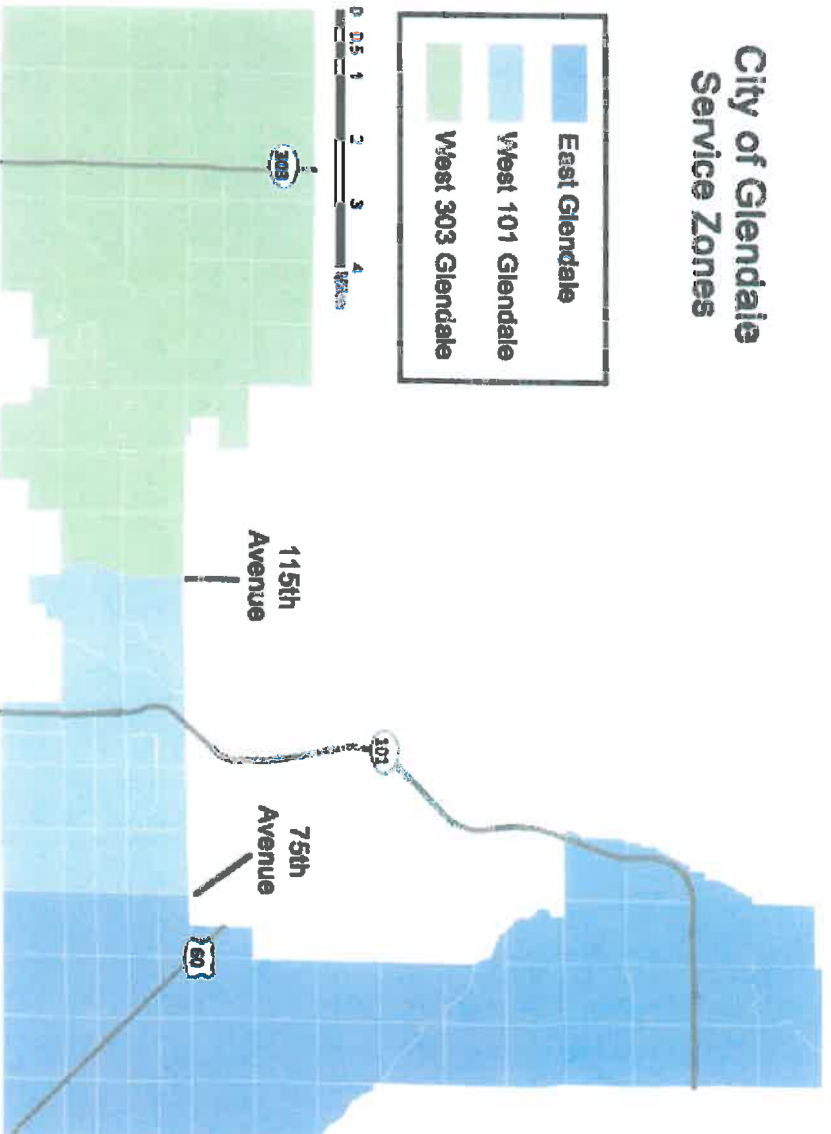 City of Glendale
Service Zones
East Glendale
West 101 Glendale
West 303 Glendale
0 0.5 1 2 3 4
Miles
303
115th
Avenue
101
75th
Avenue
60